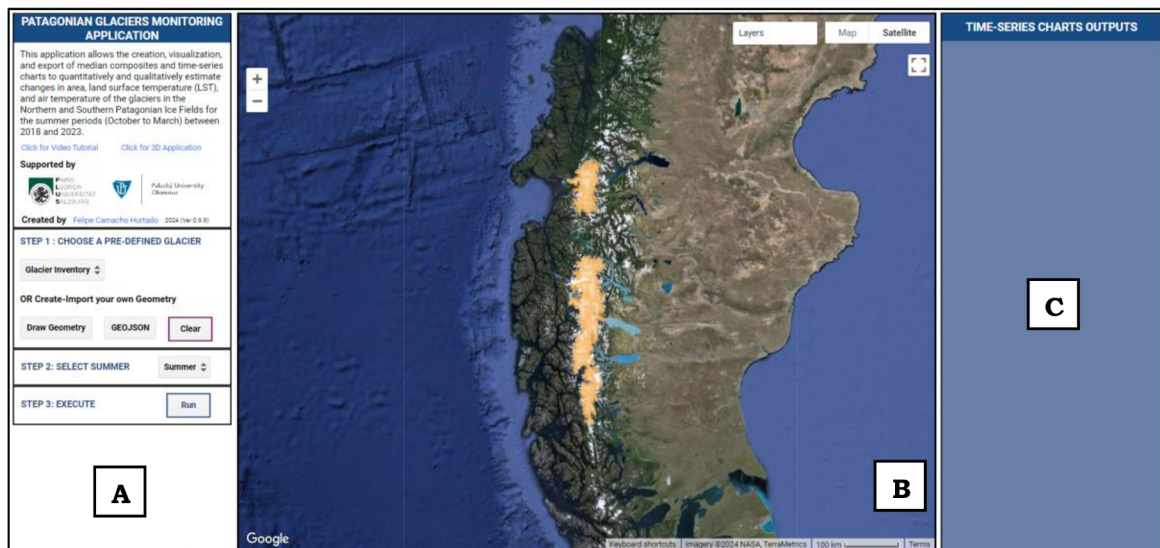 PATAGONIAN GLACIERS MONITORING
APPLICATION
This application allows the creation, visualization,
and export of median composites and time-series
charts to quantitatively and qualitatively estimate
changes in area, land surface temperature (LST),
and air temperature of the glaciers in the
Northern and Southern Patagonian Ice Fields for
the summer periods (October to March) between
2018 and 2023.
Click for Video Tutorial Click for 3D Application
Supported by
PARIS
LODRON
UNIVERSITÄT
SALZBURG
Palacký University
Olomouc
Created by Felipe Camacho Hurtado 2024 (Ver 0.9.9)
STEP 1 : CHOOSE A PRE-DEFINED GLACIER
Glacier Inventory
OR Create-Import your own Geometry
Draw Geometry GEOJSON Clear
STEP 2: SELECT SUMMER Summer
STEP 3: EXECUTE Run
A
Layers Map Satellite
+
−
B
Google
Keyboard shortcuts Imagery ©2024 NASA, TerraMetrics 100 km Terms
TIME-SERIES CHARTS OUTPUTS
C